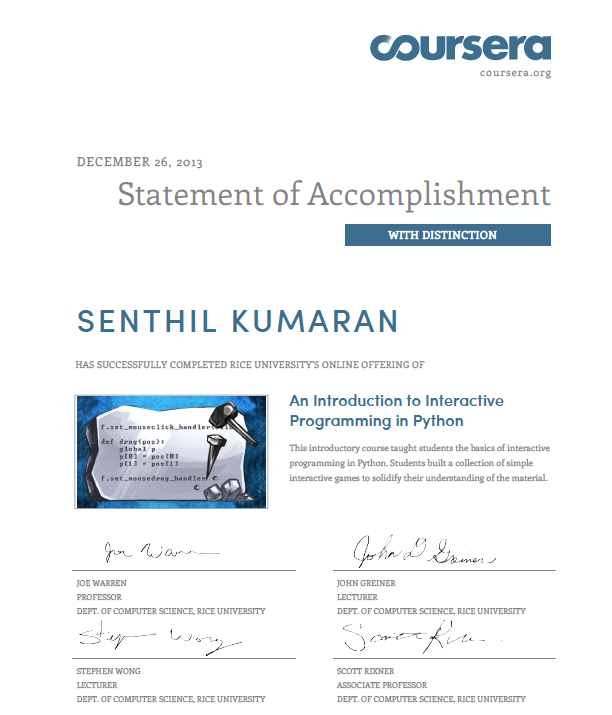 coursera
coursera.org
DECEMBER 26, 2013
Statement of Accomplishment
WITH DISTINCTION
SENTHIL KUMARAN
HAS SUCCESSFULLY COMPLETED RICE UNIVERSITY'S ONLINE OFFERING OF
An Introduction to Interactive
Programming in Python
This introductory course taught students the basics of interactive
programming in Python. Students built a collection of simple
interactive games to solidify their understanding of the material.
f.set_mouseclick_handler(
def drag(pos):
global p
p[0] = pos[0]
p[1] = pos[1]
f.set_mousedrag_handler(
Joe Warren
John D Greiner
JOE WARREN
PROFESSOR
DEPT. OF COMPUTER SCIENCE, RICE UNIVERSITY
JOHN GREINER
LECTURER
DEPT. OF COMPUTER SCIENCE, RICE UNIVERSITY
Step Wong
Scott Rix
STEPHEN WONG
LECTURER
DEPT. OF COMPUTER SCIENCE, RICE UNIVERSITY
SCOTT RIXNER
ASSOCIATE PROFESSOR
DEPT. OF COMPUTER SCIENCE, RICE UNIVERSITY